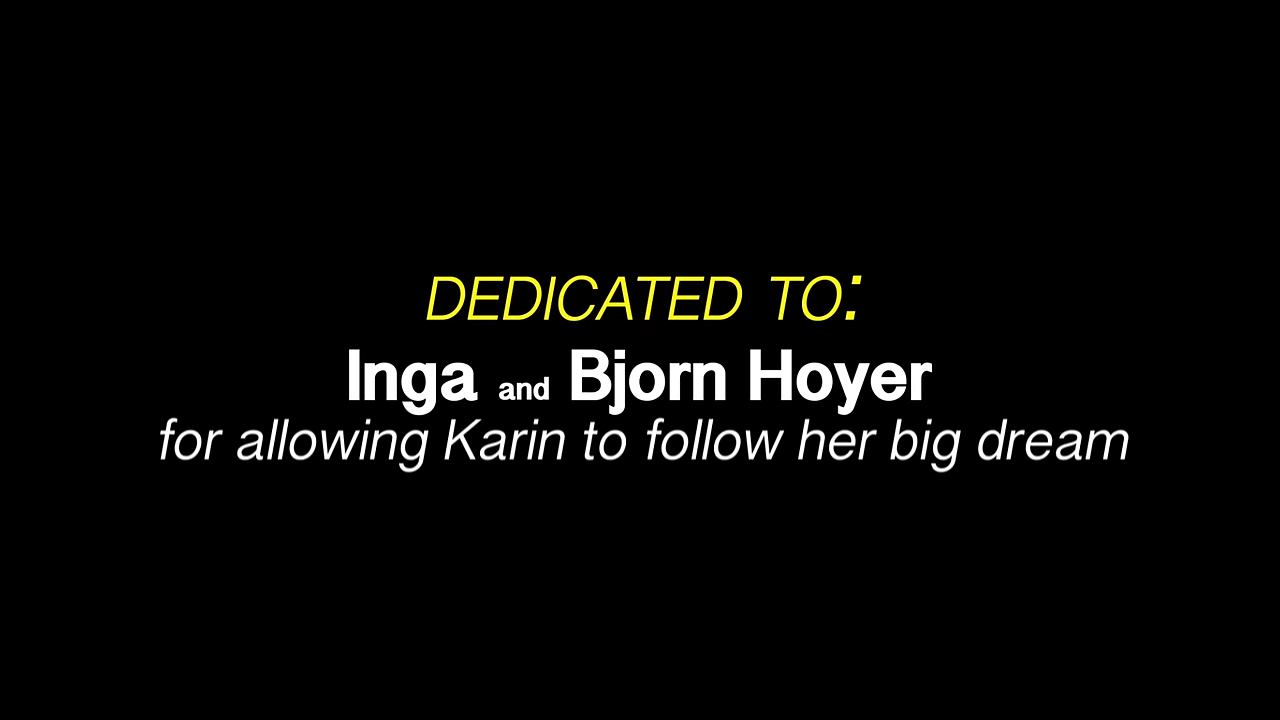 DEDICATED TO:
Inga and Bjorn Hoyer
for allowing Karin to follow her big dream